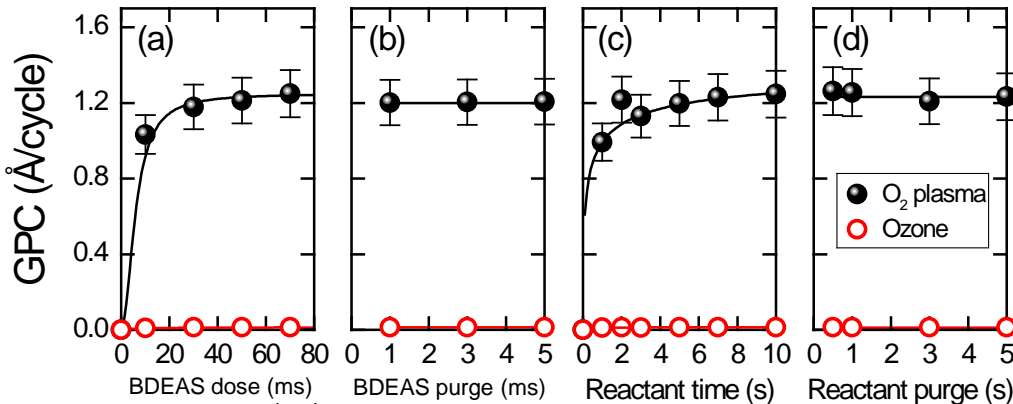 GPC (Å/cycle)
1.6
1.2
0.8
0.4
0.0
(a)
0 20 40 60 80
BDEAS dose (ms)
(b)
0 1 2 3 4 5
BDEAS purge (ms)
(c)
0 2 4 6 8 10
Reactant time (s)
(d)
O2 plasma
Ozone
0 1 2 3 4 5
Reactant purge (s)